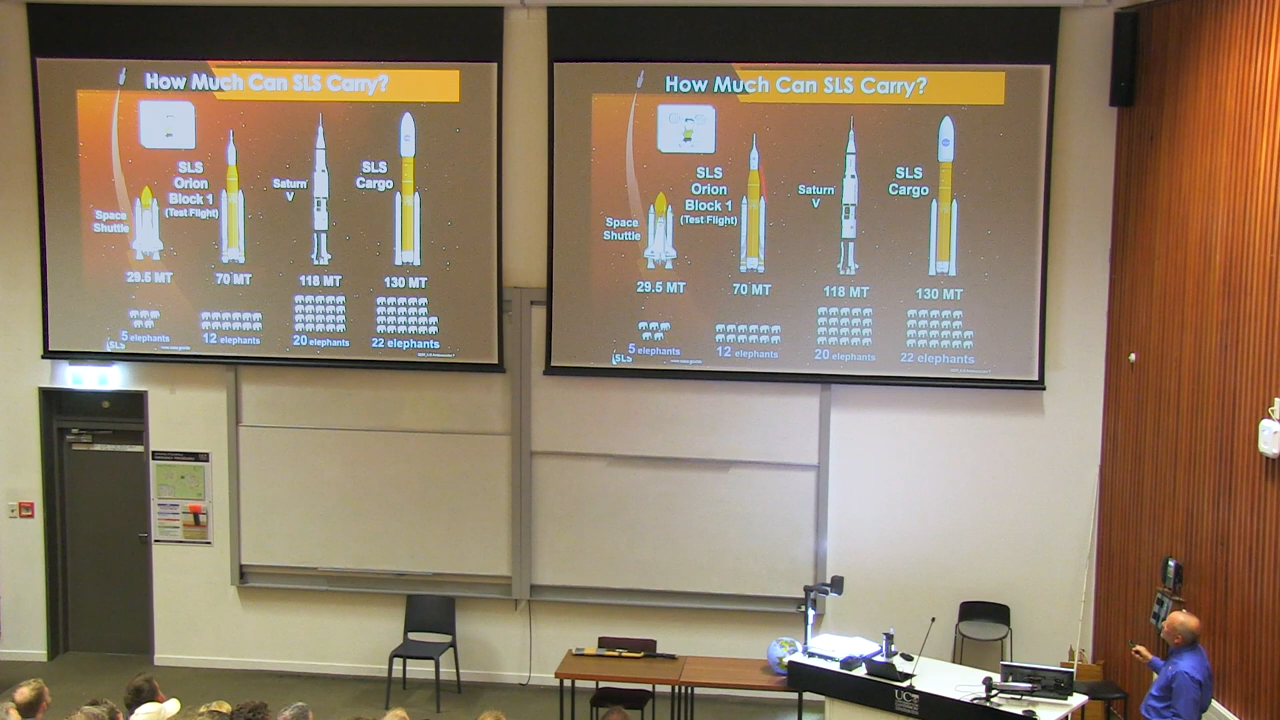 How Much Can SLS Carry?
SLS
Orion
Block 1
(Test Flight)
Saturn
V
SLS
Cargo
Space
Shuttle
29.5 MT
70 MT
118 MT
130 MT
5 elephants
12 elephants
20 elephants
22 elephants
SLS
How Much Can SLS Carry?
SLS
Orion
Block 1
(Test Flight)
Saturn
V
SLS
Cargo
Space
Shuttle
29.5 MT
70 MT
118 MT
130 MT
5 elephants
12 elephants
20 elephants
22 elephants
SLS
UC